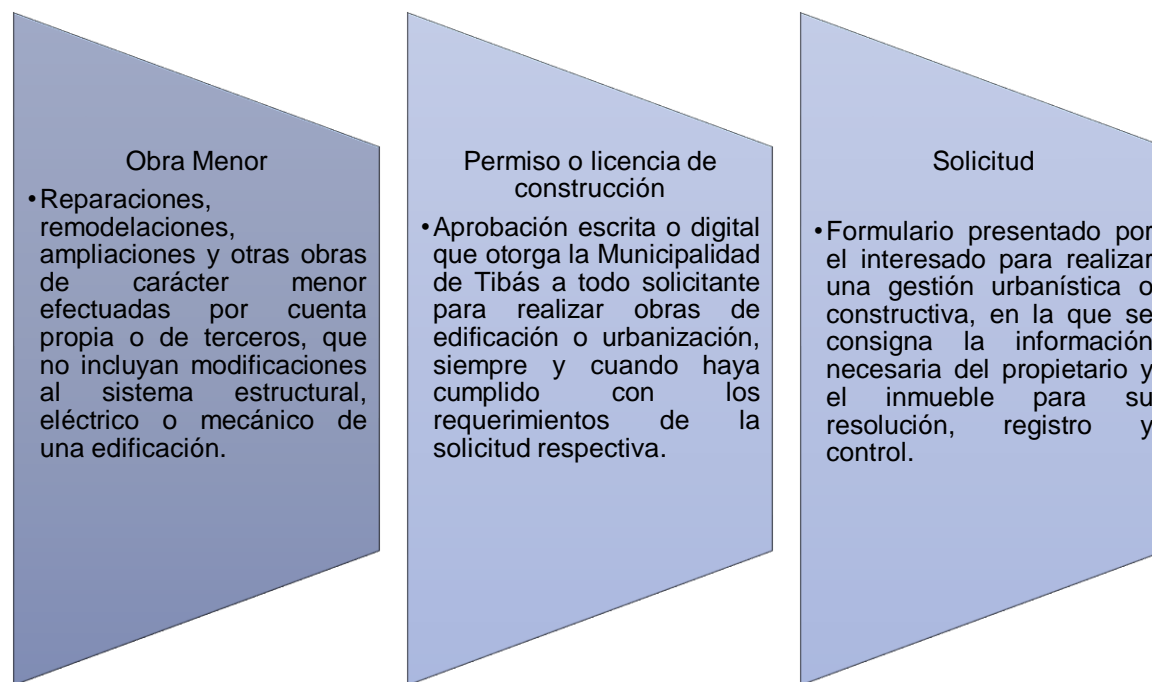 Obra Menor
•Reparaciones,
remodelaciones,
ampliaciones y otras obras
de carácter menor
efectuadas por cuenta
propia o de terceros, que
no incluyan modificaciones
al sistema estructural,
eléctrico o mecánico de
una edificación.
Permiso o licencia de
construcción
•Aprobación escrita o digital
que otorga la Municipalidad
de Tibás a todo solicitante
para realizar obras de
edificación o urbanización,
siempre y cuando haya
cumplido con los
requerimientos de la
solicitud respectiva.
Solicitud
•Formulario presentado por
el interesado para realizar
una gestión urbanística o
constructiva, en la que se
consigna la información
necesaria del propietario y
el inmueble para su
resolución, registro y
control.